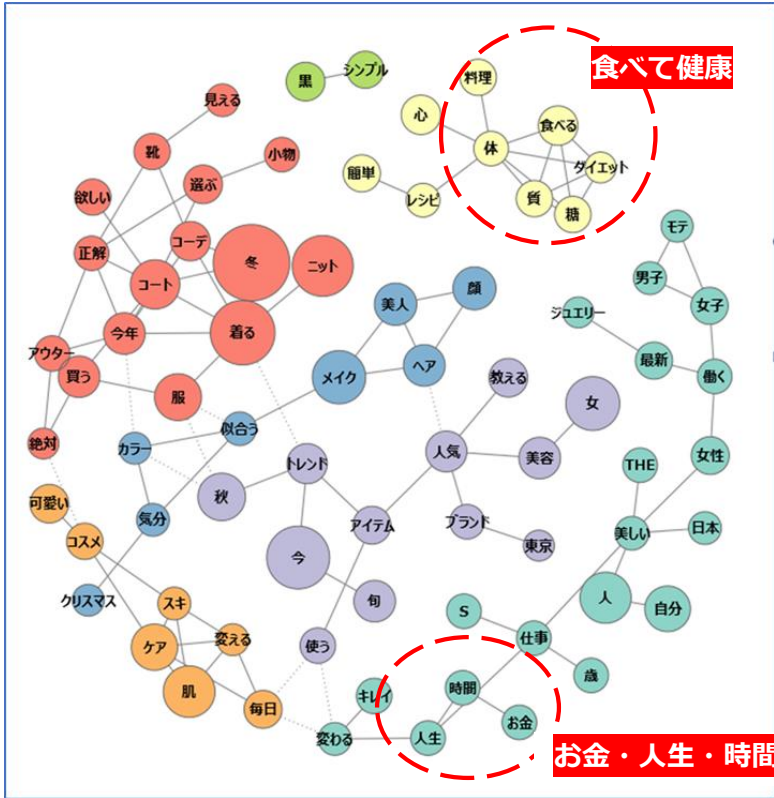 食べて健康
黒
シンプル
料理
心
体
食べる
ダイエット
質
糖
簡単
レシピ
見える
靴
小物
選ぶ
欲しい
コーデ
正解
冬
ニット
コート
着る
今年
アウター
買う
服
絶対
美人
顔
メイク
ヘア
似合う
カラー
気分
クリスマス
モテ
男子
女子
ジュエリー
最新
働く
女性
THE
美しい
日本
人
自分
S
仕事
歳
教える
女
人気
美容
ブランド
東京
トレンド
秋
アイテム
今
旬
使う
可愛い
コスメ
スキ
ケア
変える
肌
毎日
キレイ
変わる
時間
人生
お金
お金・人生・時間